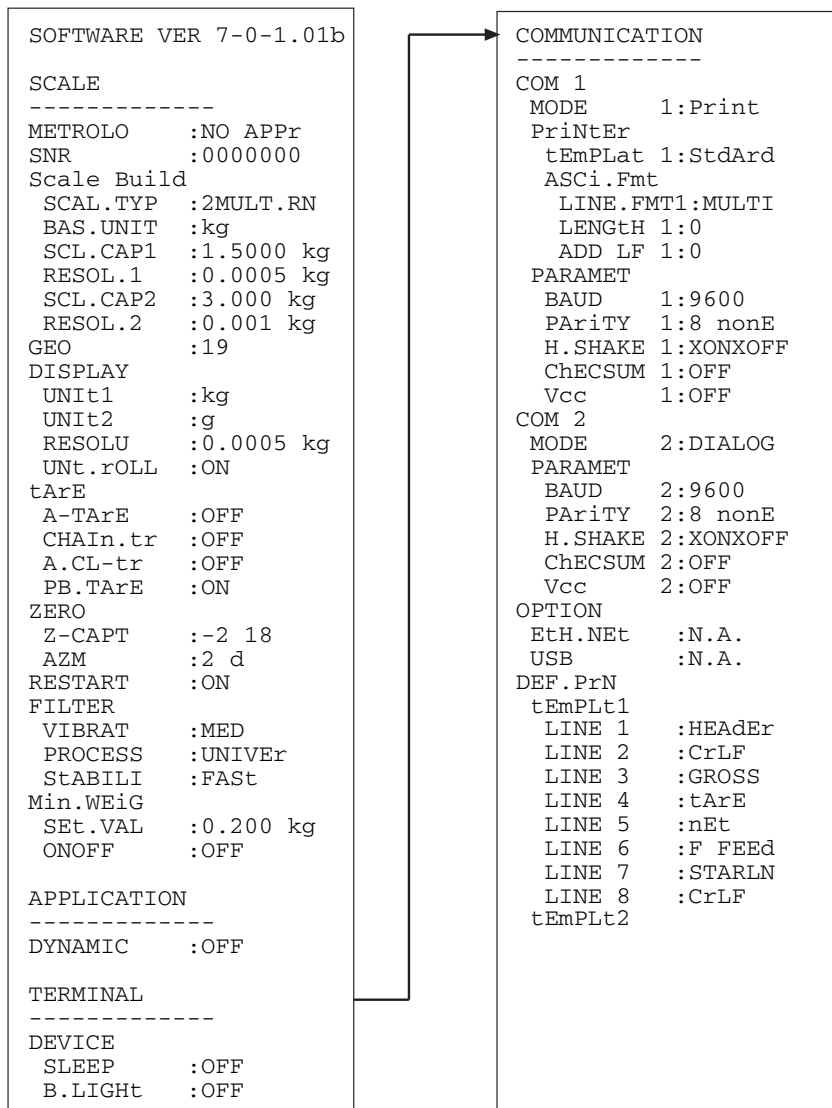 SOFTWARE VER 7-0-1.01b
SCALE
-------------
METROLO :NO APPr
SNR :0000000
Scale Build
SCAL.TYP :2MULT.RN
BAS.UNIT :kg
SCL.CAP1 :1.5000 kg
RESOL.1 :0.0005 kg
SCL.CAP2 :3.000 kg
RESOL.2 :0.001 kg
GEO :19
DISPLAY
UNIt1 :kg
UNIt2 :g
RESOLU :0.0005 kg
UNt.rOLL :ON
tArE
A-TArE :OFF
CHAIn.tr :OFF
A.CL-tr :OFF
PB.TArE :ON
ZERO
Z-CAPT :-2 18
AZM :2 d
RESTART :ON
FILTER
VIBRAT :MED
PROCESS :UNIVEr
StABILI :FASt
Min.WEiG
SEt.VAL :0.200 kg
ONOFF :OFF
APPLICATION
-------------
DYNAMIC :OFF
TERMINAL
-------------
DEVICE
SLEEP :OFF
B.LIGHt :OFF
COMMUNICATION
-------------
COM 1
MODE 1:Print
PriNtEr
tEmPLat 1:StdArd
ASCi.Fmt
LINE.FMT1:MULTI
LENGtH 1:0
ADD LF 1:0
PARAMET
BAUD 1:9600
PAriTY 1:8 nonE
H.SHAKE 1:XONXOFF
ChECSUM 1:OFF
Vcc 1:OFF
COM 2
MODE 2:DIALOG
PARAMET
BAUD 2:9600
PAriTY 2:8 nonE
H.SHAKE 2:XONXOFF
ChECSUM 2:OFF
Vcc 2:OFF
OPTION
EtH.NEt :N.A.
USB :N.A.
DEF.PrN
tEmPLt1
LINE 1 :HEAdEr
LINE 2 :CrLF
LINE 3 :GROSS
LINE 4 :tArE
LINE 5 :nEt
LINE 6 :F FEEd
LINE 7 :STARLN
LINE 8 :CrLF
tEmPLt2